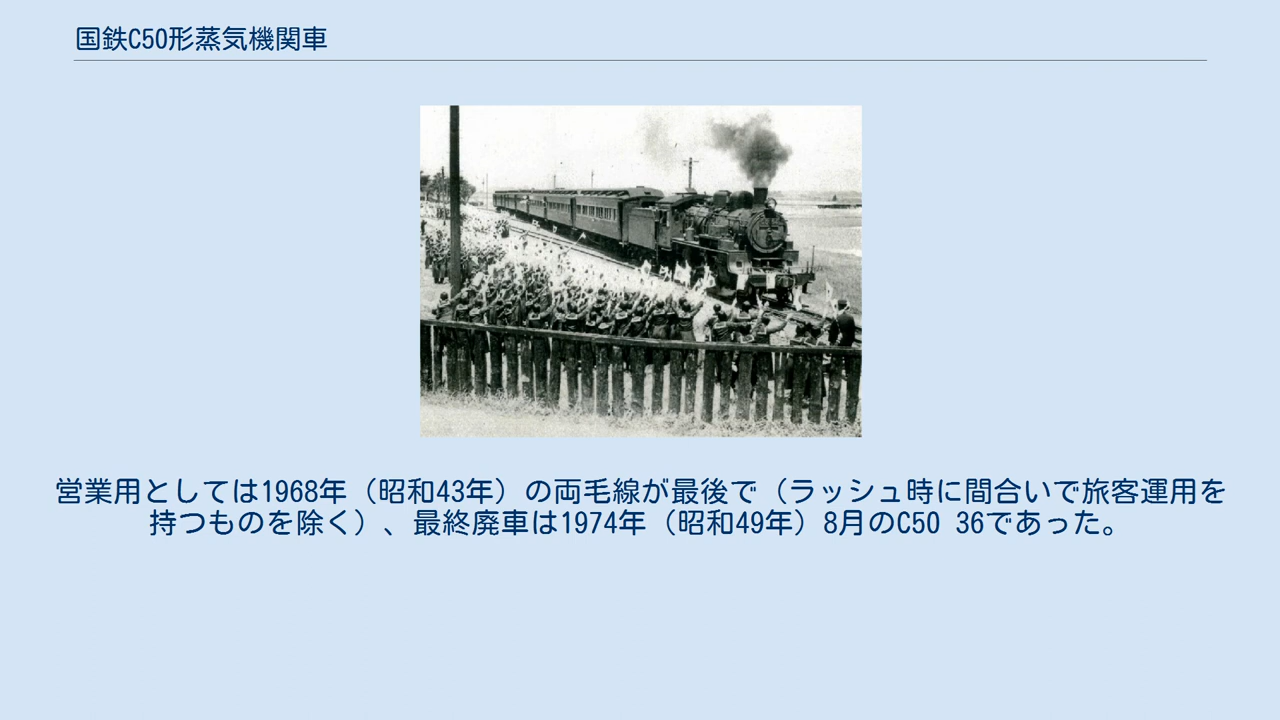 国鉄C50形蒸気機関車
営業用としては1968年（昭和43年）の両毛線が最後で（ラッシュ時に間合いで旅客運用を
持つものを除く）、最終廃車は1974年（昭和49年）8月のC50 36であった。